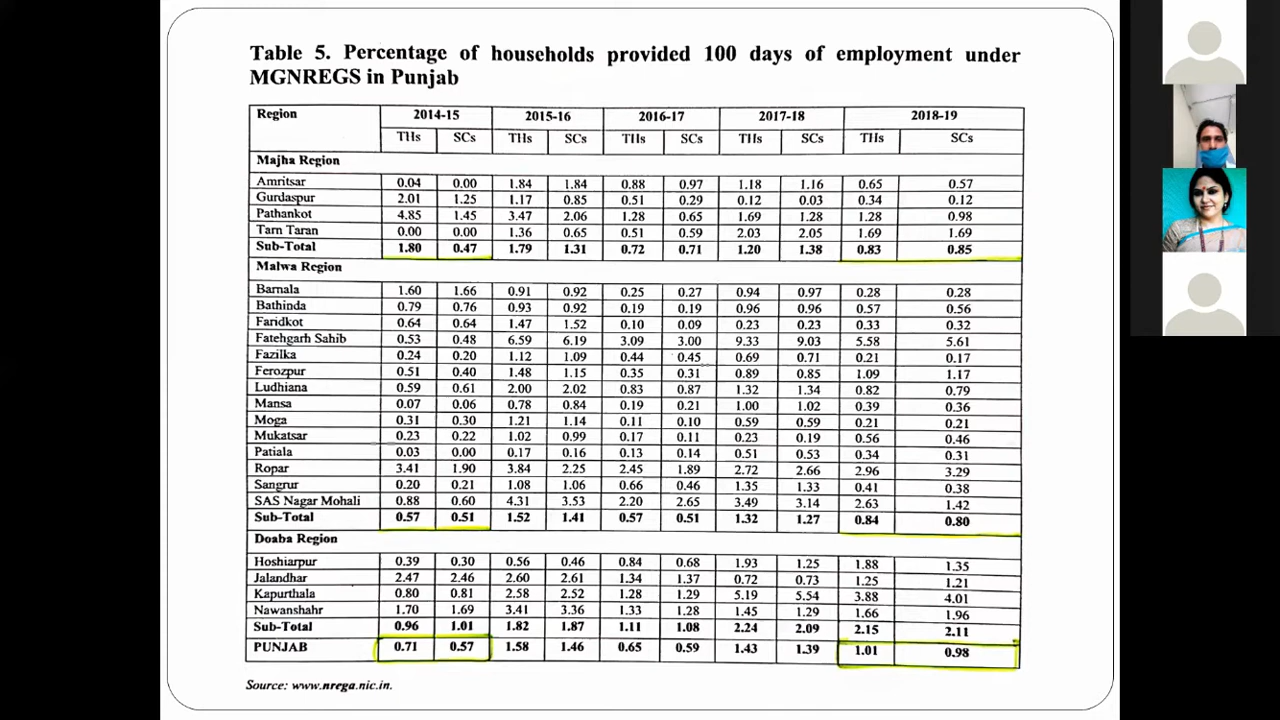 Table 5. Percentage of households provided 100 days of employment under
MGNREGS in Punjab
Region 2014-15 2015-16 2016-17 2017-18 2018-19
THs SCs THs SCs THs SCs THs SCs THs SCs
Majha Region
Amritsar 0.04 0.00 1.84 1.84 0.88 0.97 1.18 1.16 0.65 0.57
Gurdaspur 2.01 1.25 1.17 0.85 0.51 0.29 0.12 0.03 0.34 0.12
Pathankot 4.85 1.45 3.47 2.06 1.28 0.65 1.69 1.28 1.28 0.98
Tarn Taran 0.00 0.00 1.36 0.65 0.51 0.59 2.03 2.05 1.69 1.69
Sub-Total 1.80 0.47 1.79 1.31 0.72 0.71 1.20 1.38 0.83 0.85
Malwa Region
Barnala 1.60 1.66 0.91 0.92 0.25 0.27 0.94 0.97 0.28 0.28
Bathinda 0.79 0.76 0.93 0.92 0.19 0.19 0.96 0.96 0.57 0.56
Faridkot 0.64 0.64 1.47 1.52 0.10 0.09 0.23 0.23 0.33 0.32
Fatehgarh Sahib 0.53 0.48 6.59 6.19 3.09 3.00 9.33 9.03 5.58 5.61
Fazilka 0.24 0.20 1.12 1.09 0.44 0.45 0.69 0.71 0.21 0.17
Ferozpur 0.51 0.40 1.48 1.15 0.35 0.31 0.89 0.85 1.09 1.17
Ludhiana 0.59 0.61 2.00 2.02 0.83 0.87 1.32 1.34 0.82 0.79
Mansa 0.07 0.06 0.78 0.84 0.19 0.21 1.00 1.02 0.39 0.36
Moga 0.31 0.30 1.21 1.14 0.11 0.10 0.59 0.59 0.21 0.21
Mukatsar 0.23 0.22 1.02 0.99 0.17 0.11 0.23 0.19 0.56 0.46
Patiala 0.03 0.00 0.17 0.16 0.13 0.14 0.51 0.53 0.34 0.31
Ropar 3.41 1.90 3.84 2.25 2.45 1.89 2.72 2.66 2.96 3.29
Sangrur 0.20 0.21 1.08 1.06 0.66 0.46 1.35 1.33 0.41 0.38
SAS Nagar Mohali 0.88 0.60 4.31 3.53 2.20 2.65 3.49 3.14 2.63 1.42
Sub-Total 0.57 0.51 1.52 1.41 0.57 0.51 1.32 1.27 0.84 0.80
Doaba Region
Hoshiarpur 0.39 0.30 0.56 0.46 0.84 0.68 1.93 1.25 1.88 1.35
Jalandhar 2.47 2.46 2.60 2.61 1.34 1.37 0.72 0.73 1.25 1.21
Kapurthala 0.80 0.81 2.58 2.52 1.28 1.29 5.19 5.54 3.88 4.01
Nawanshahr 1.70 1.69 3.41 3.36 1.33 1.28 1.45 1.29 1.66 1.96
Sub-Total 0.96 1.01 1.82 1.87 1.11 1.08 2.24 2.09 2.15 2.11
PUNJAB 0.71 0.57 1.58 1.46 0.65 0.59 1.43 1.39 1.01 0.98
Source: www.nrega.nic.in.